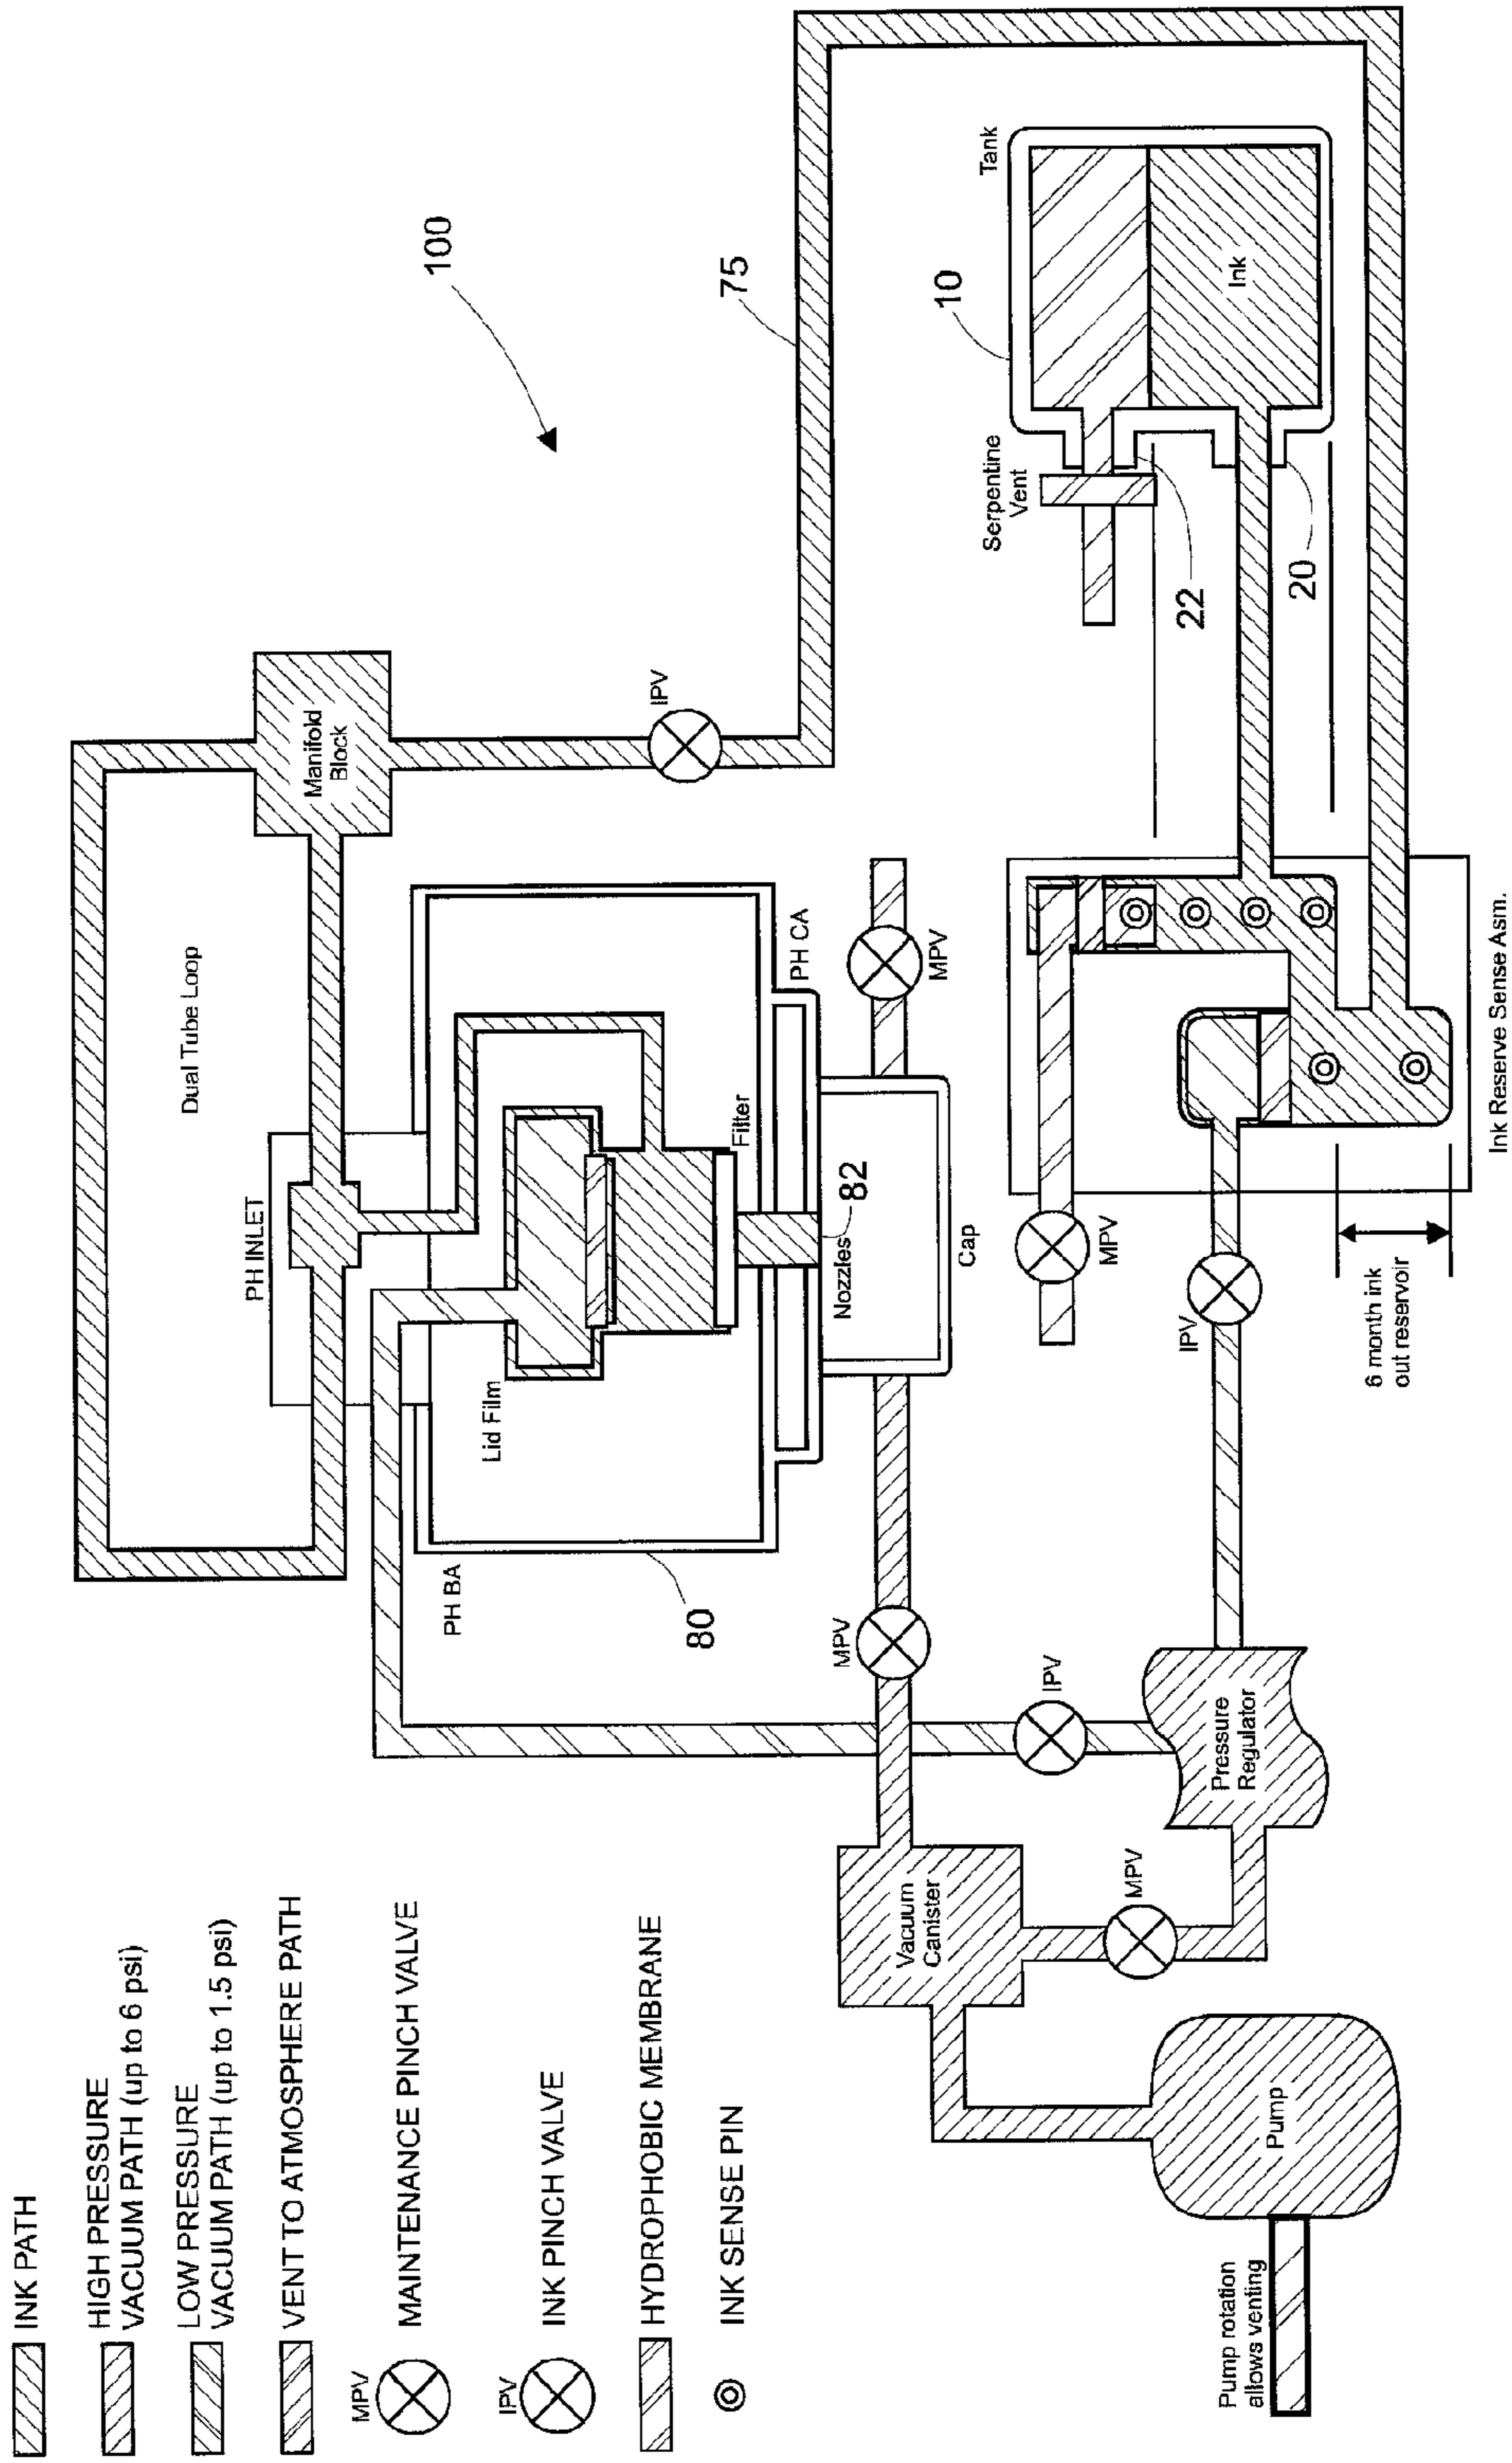 INK PATH
HIGH PRESSURE
VACUUM PATH (up to 6 psi)
LOW PRESSURE
VACUUM PATH (up to 1.5 psi)
VENT TO ATMOSPHERE PATH
MPV
MAINTENANCE PINCH VALVE
IPV
INK PINCH VALVE
HYDROPHOBIC MEMBRANE
INK SENSE PIN
Dual Tube Loop
Manifold
Block
100
PH INLET
75
IPV
Lid Film
PH BA
80
Filter
PH CA
Nozzles
82
Cap
MPV
MPV
Vacuum
Canister
IPV
MPV
Pressure
Regulator
Pump
Pump rotation
allows venting
IPV
MPV
6 month ink
out reservoir
Ink Reserve Sense Asm.
Serpentine
Vent
22
20
10
Tank
Ink